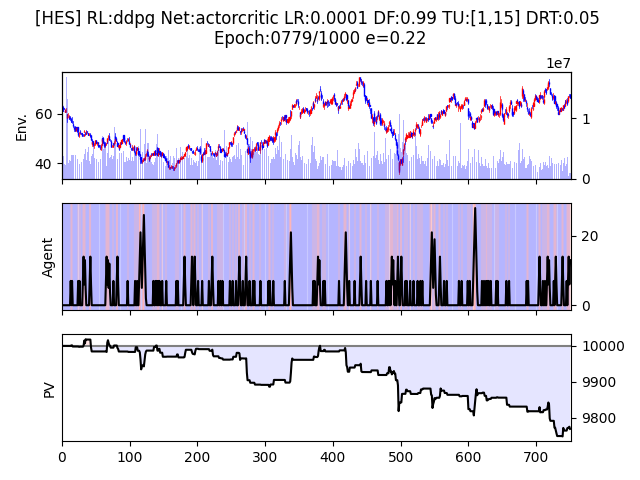 [HES] RL:ddpg Net:actorcritic LR:0.0001 DF:0.99 TU:[1,15] DRT:0.05
Epoch:0779/1000 e=0.22
1e7
Env.
60
40
1
0
Agent
20
0
PV
10000
9900
9800
0
100
200
300
400
500
600
700